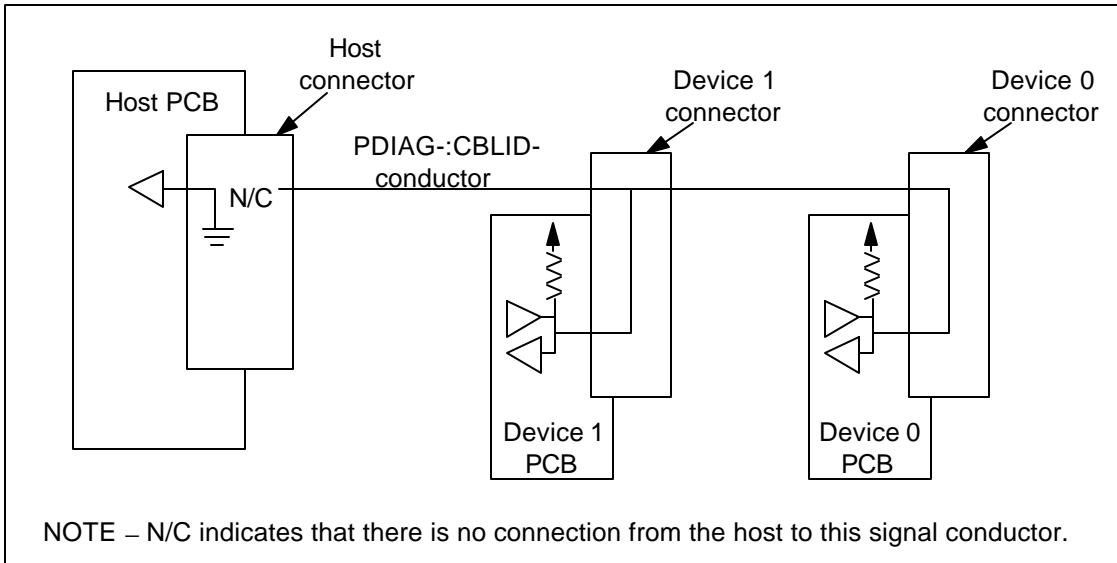 Host
connector
Host PCB
Device 1
connector
Device 0
connector
PDIAG-:CBLID-
conductor
N/C
Device 1
PCB
Device 0
PCB
NOTE – N/C indicates that there is no connection from the host to this signal conductor.